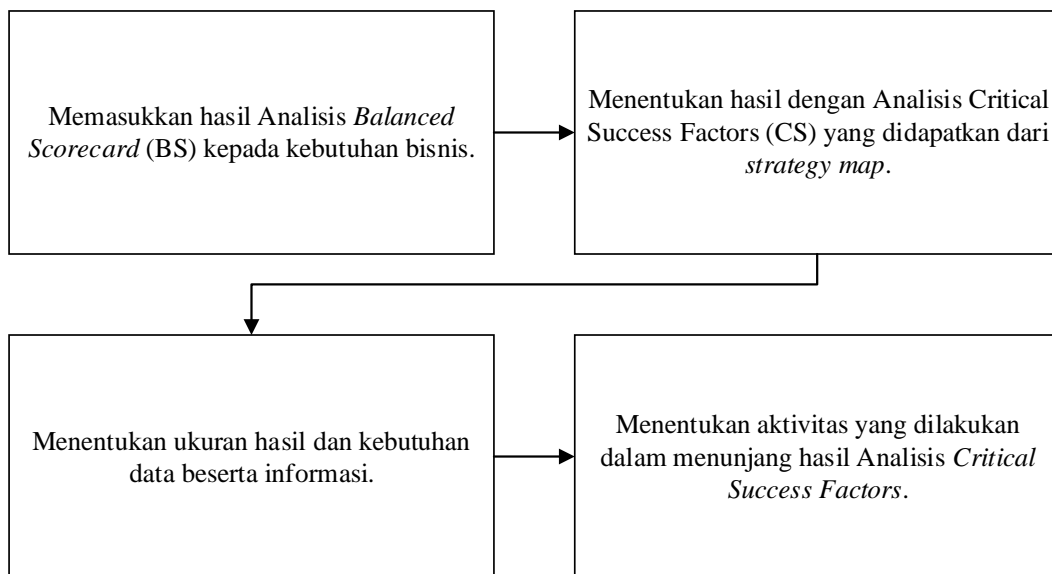 Memasukkan hasil Analisis Balanced
Scorecard (BS) kepada kebutuhan bisnis.
Menentukan hasil dengan Analisis Critical
Success Factors (CS) yang didapatkan dari
strategy map.
Menentukan ukuran hasil dan kebutuhan
data beserta informasi.
Menentukan aktivitas yang dilakukan
dalam menunjang hasil Analisis Critical
Success Factors.